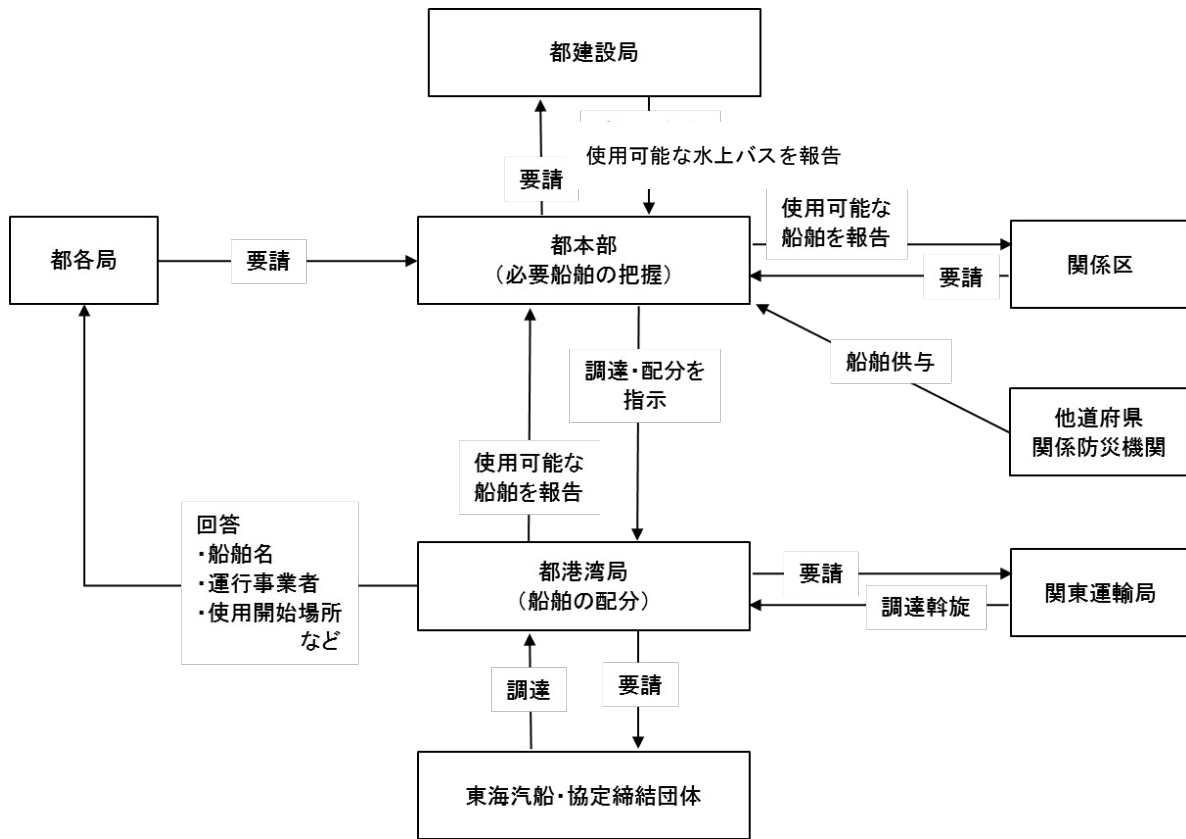 都建設局
使用可能な水上バスを報告
要請
使用可能な
船舶を報告
都各局
要請
都本部
（必要船舶の把握）
関係区
要請
船舶供与
調達・配分を
指示
他道府県
関係防災機関
使用可能な
船舶を報告
回答
・船舶名
・運行事業者
・使用開始場所
など
都港湾局
（船舶の配分）
要請
調達斡旋
関東運輸局
調達
要請
東海汽船・協定締結団体